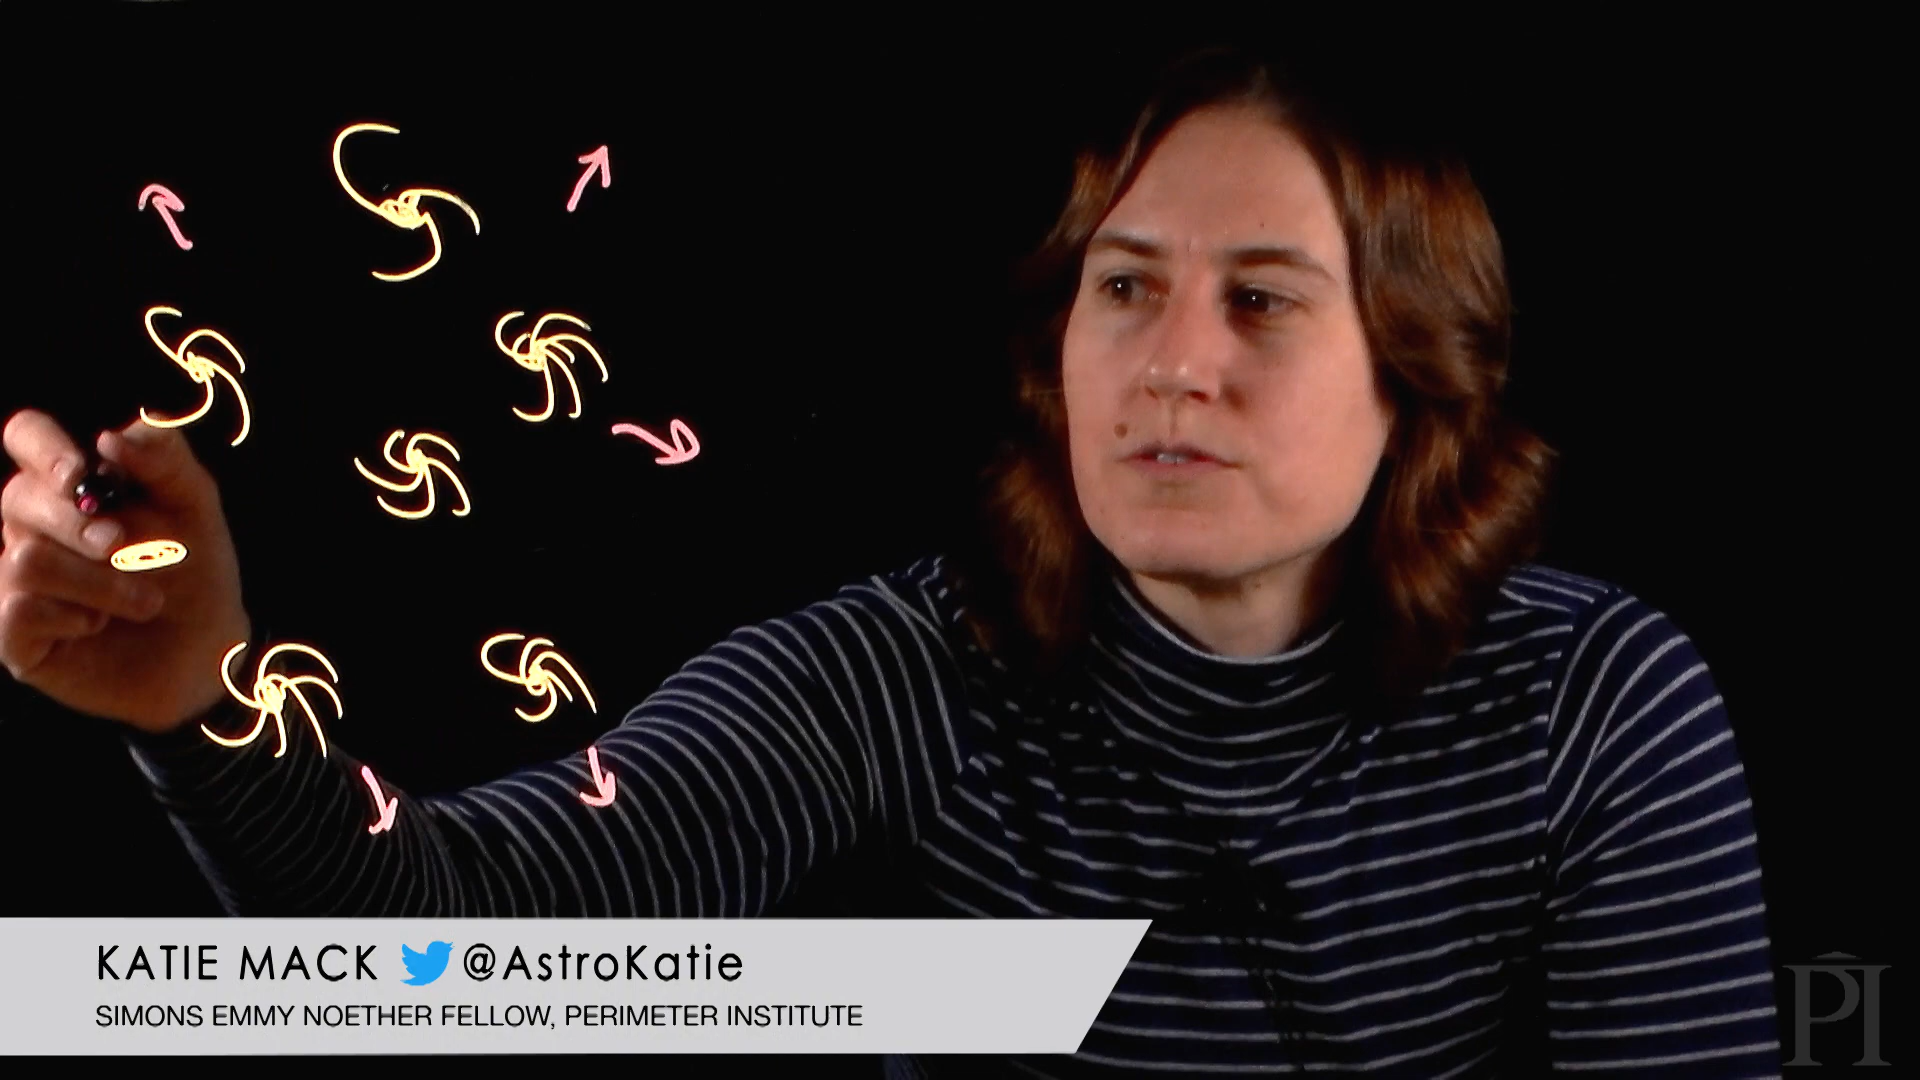 KATIE MACK @AstroKatie
SIMONS EMMY NOETHER FELLOW, PERIMETER INSTITUTE
PI